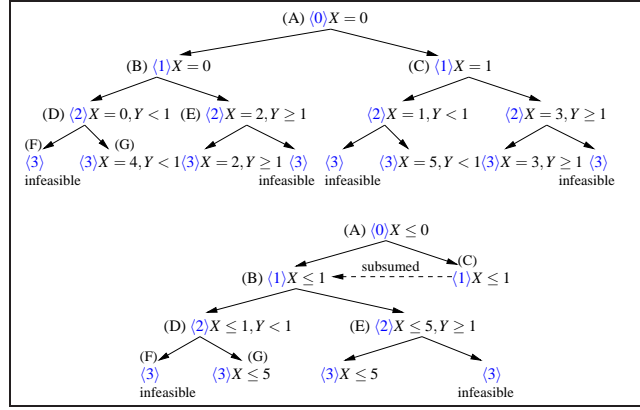 (A) ⟨0⟩X = 0
(B) ⟨1⟩X = 0 (C) ⟨1⟩X = 1
(D) ⟨2⟩X = 0,Y < 1 (E) ⟨2⟩X = 2,Y ≥ 1 ⟨2⟩X = 1,Y < 1 ⟨2⟩X = 3,Y ≥ 1
(F) (G)
⟨3⟩ ⟨3⟩X = 4,Y < 1 ⟨3⟩X = 2,Y ≥ 1 ⟨3⟩ ⟨3⟩ ⟨3⟩X = 5,Y < 1 ⟨3⟩X = 3,Y ≥ 1 ⟨3⟩
infeasible infeasible infeasible infeasible
(A) ⟨0⟩X ≤ 0
(C)
(B) ⟨1⟩X ≤ 1 subsumed ⟨1⟩X ≤ 1
(D) ⟨2⟩X ≤ 1,Y < 1 (E) ⟨2⟩X ≤ 5,Y ≥ 1
(F) (G)
⟨3⟩ ⟨3⟩X ≤ 5 ⟨3⟩X ≤ 5 ⟨3⟩
infeasible infeasible